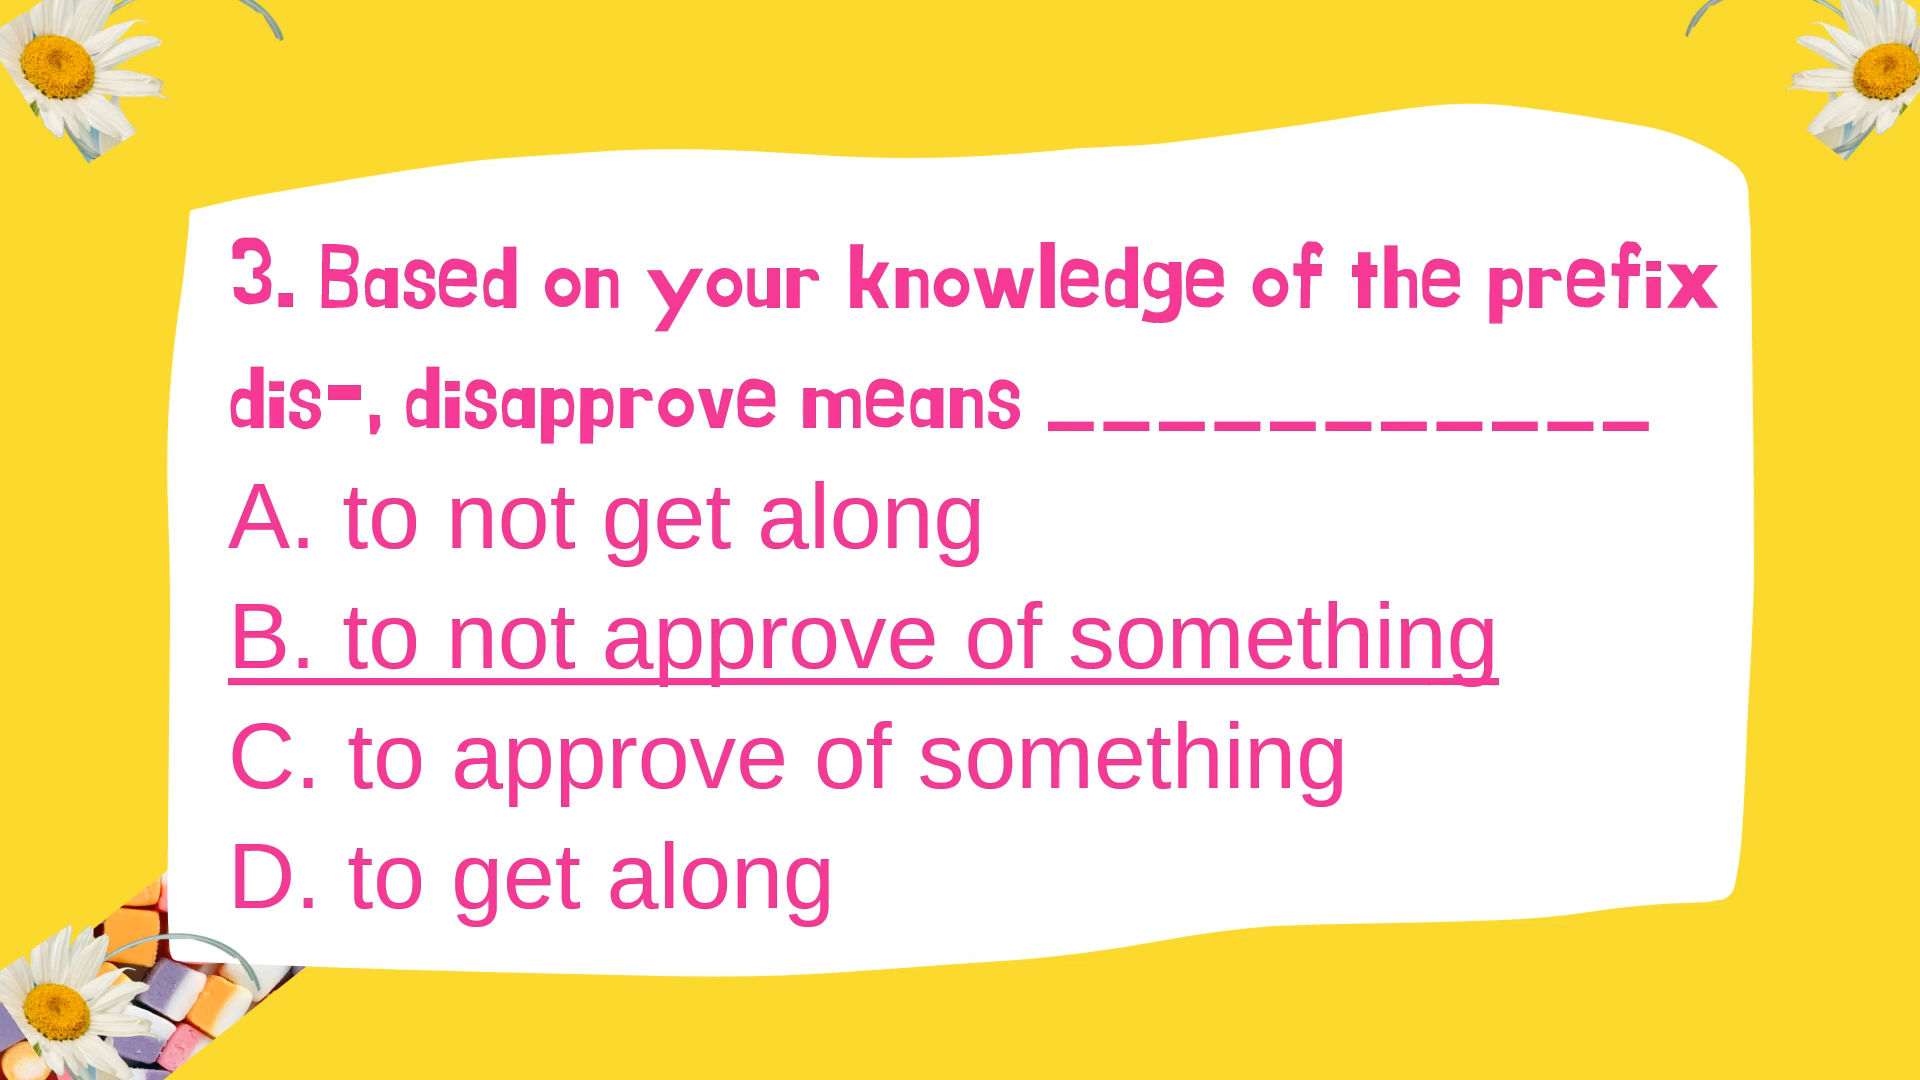 3. Based on your knowledge of the prefix
dis-, disapprove means ___________
A. to not get along
B. to not approve of something
C. to approve of something
D. to get along